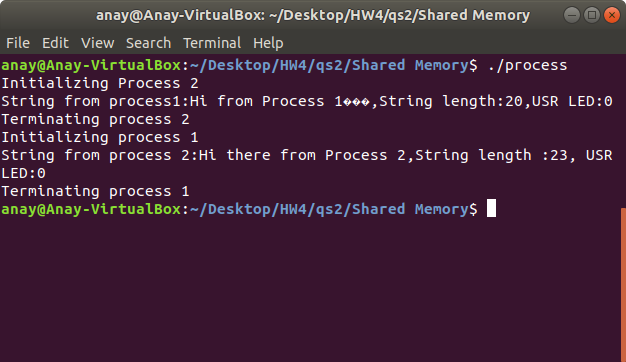 anay@Anay-VirtualBox: ~/Desktop/HW4/qs2/Shared Memory
File Edit View Search Terminal Help
anay@Anay-VirtualBox:~/Desktop/HW4/qs2/Shared Memory$ ./process
Initializing Process 2
String from process1:Hi from Process 1���,String length:20,USR LED:0
Terminating process 2
Initializing process 1
String from process 2:Hi there from Process 2,String length :23, USR
LED:0
Terminating process 1
anay@Anay-VirtualBox:~/Desktop/HW4/qs2/Shared Memory$